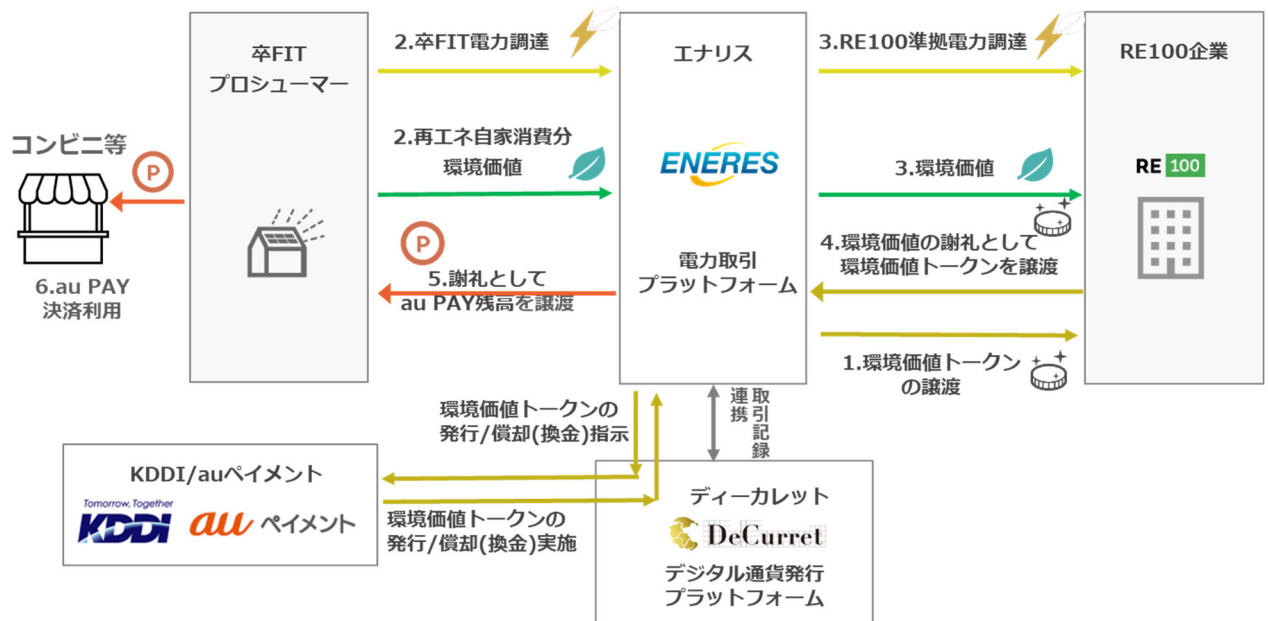 卒FIT
プロシューマー
2.卒FIT電力調達
エナリス
3.RE100準拠電力調達
RE100企業
コンビニ等
P
2.再エネ自家消費分
環境価値
ENERES
3.環境価値
RE 100
P
6.au PAY
決済利用
5.謝礼として
au PAY残高を譲渡
電力取引
プラットフォーム
4.環境価値の謝礼として
環境価値トークンを譲渡
1.環境価値トークン
の譲渡
環境価値トークンの
発行/償却(換金)指示
取引記録
連携
KDDI/auペイメント
Tomorrow, Together
KDDI
au ペイメント
環境価値トークンの
発行/償却(換金)実施
ディーカレット
DeCurret
デジタル通貨発行
プラットフォーム